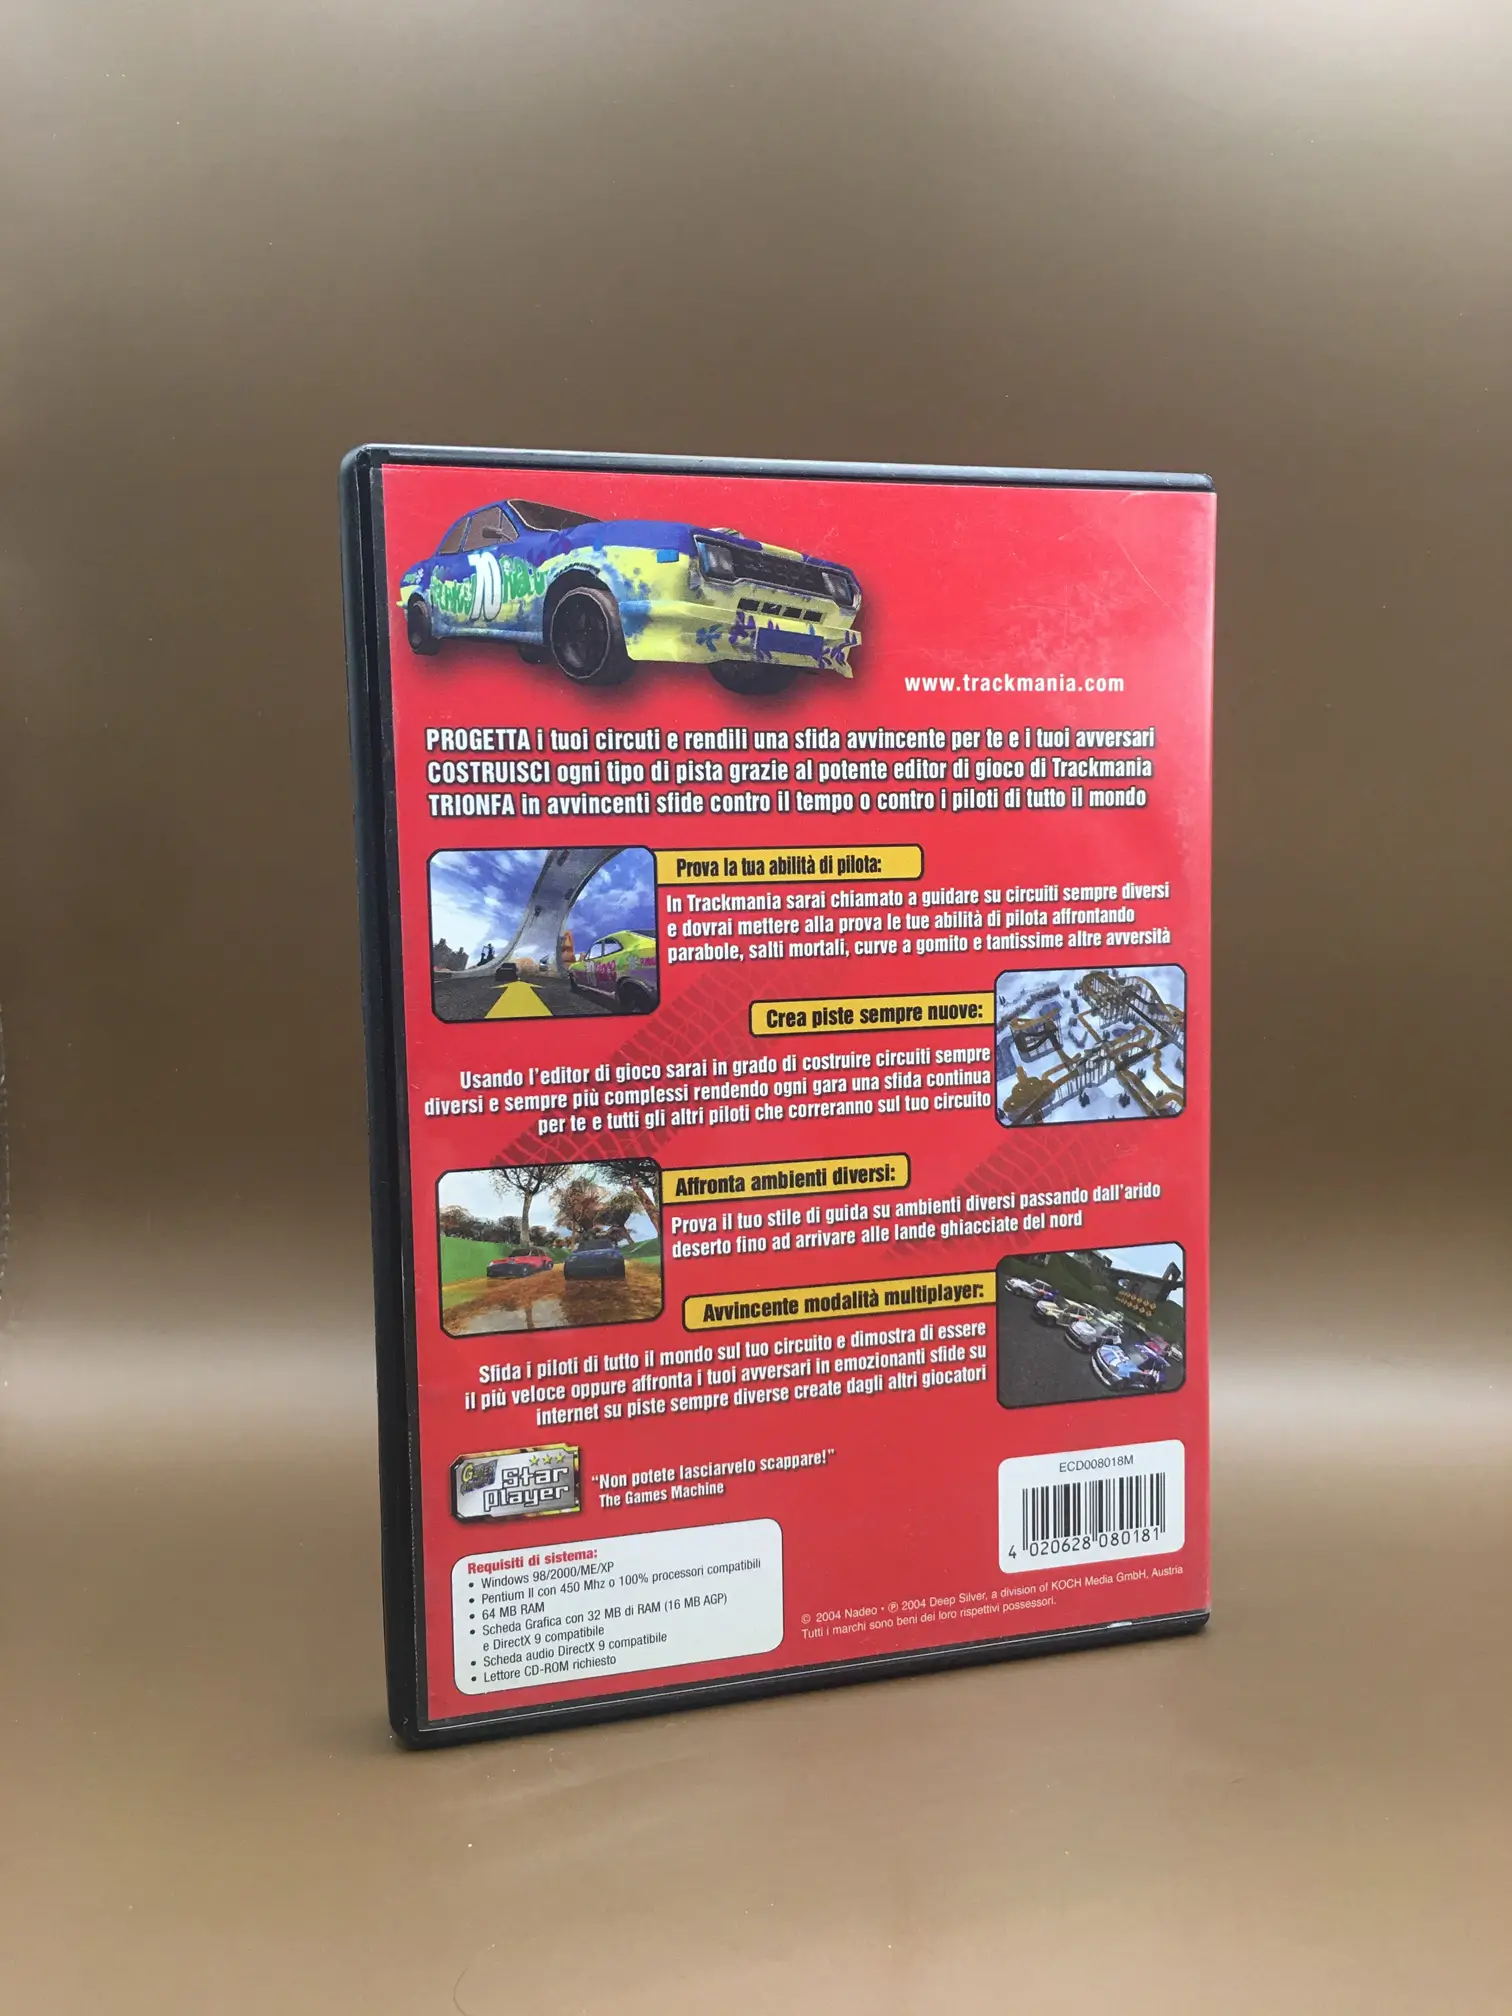 70
www.trackmania.com
PROGETTA i tuoi circuti e rendili una sfida avvincente per te e i tuoi avversari
COSTRUISCI ogni tipo di pista grazie al potente editor di gioco di Trackmania
TRIONFA in avvincenti sfide contro il tempo o contro i piloti di tutto il mondo
Prova la tua abilità di pilota:
In Trackmania sarai chiamato a guidare su circuiti sempre diversi
e dovrai mettere alla prova le tue abilità di pilota affrontando
parabole, salti mortali, curve a gomito e tantissime altre avversità
Crea piste sempre nuove:
Usando l'editor di gioco sarai in grado di costruire circuiti sempre
diversi e sempre più complessi rendendo ogni gara una sfida continua
per te e tutti gli altri piloti che correranno sul tuo circuito
Affronta ambienti diversi:
Prova il tuo stile di guida su ambienti diversi passando dall'arido
deserto fino ad arrivare alle lande ghiacciate del nord
Avvincente modalità multiplayer:
Sfida i piloti di tutto il mondo sul tuo circuito e dimostra di essere
il più veloce oppure affronta i tuoi avversari in emozionanti sfide su
internet su piste sempre diverse create dagli altri giocatori
Star
player
"Non potete lasciarvelo scappare!"
The Games Machine
ECD008018M
4 020628 080181
Requisiti di sistema:
• Windows 98/2000/ME/XP
• Pentium II con 450 Mhz o 100% processori compatibili
• 64 MB RAM
• Scheda Grafica con 32 MB di RAM (16 MB AGP)
e DirectX 9 compatibile
• Scheda audio DirectX 9 compatibile
• Lettore CD-ROM richiesto
© 2004 Nadeo • ℗ 2004 Deep Silver, a division of KOCH Media GmbH, Austria
Tutti i marchi sono beni dei loro rispettivi possessori.